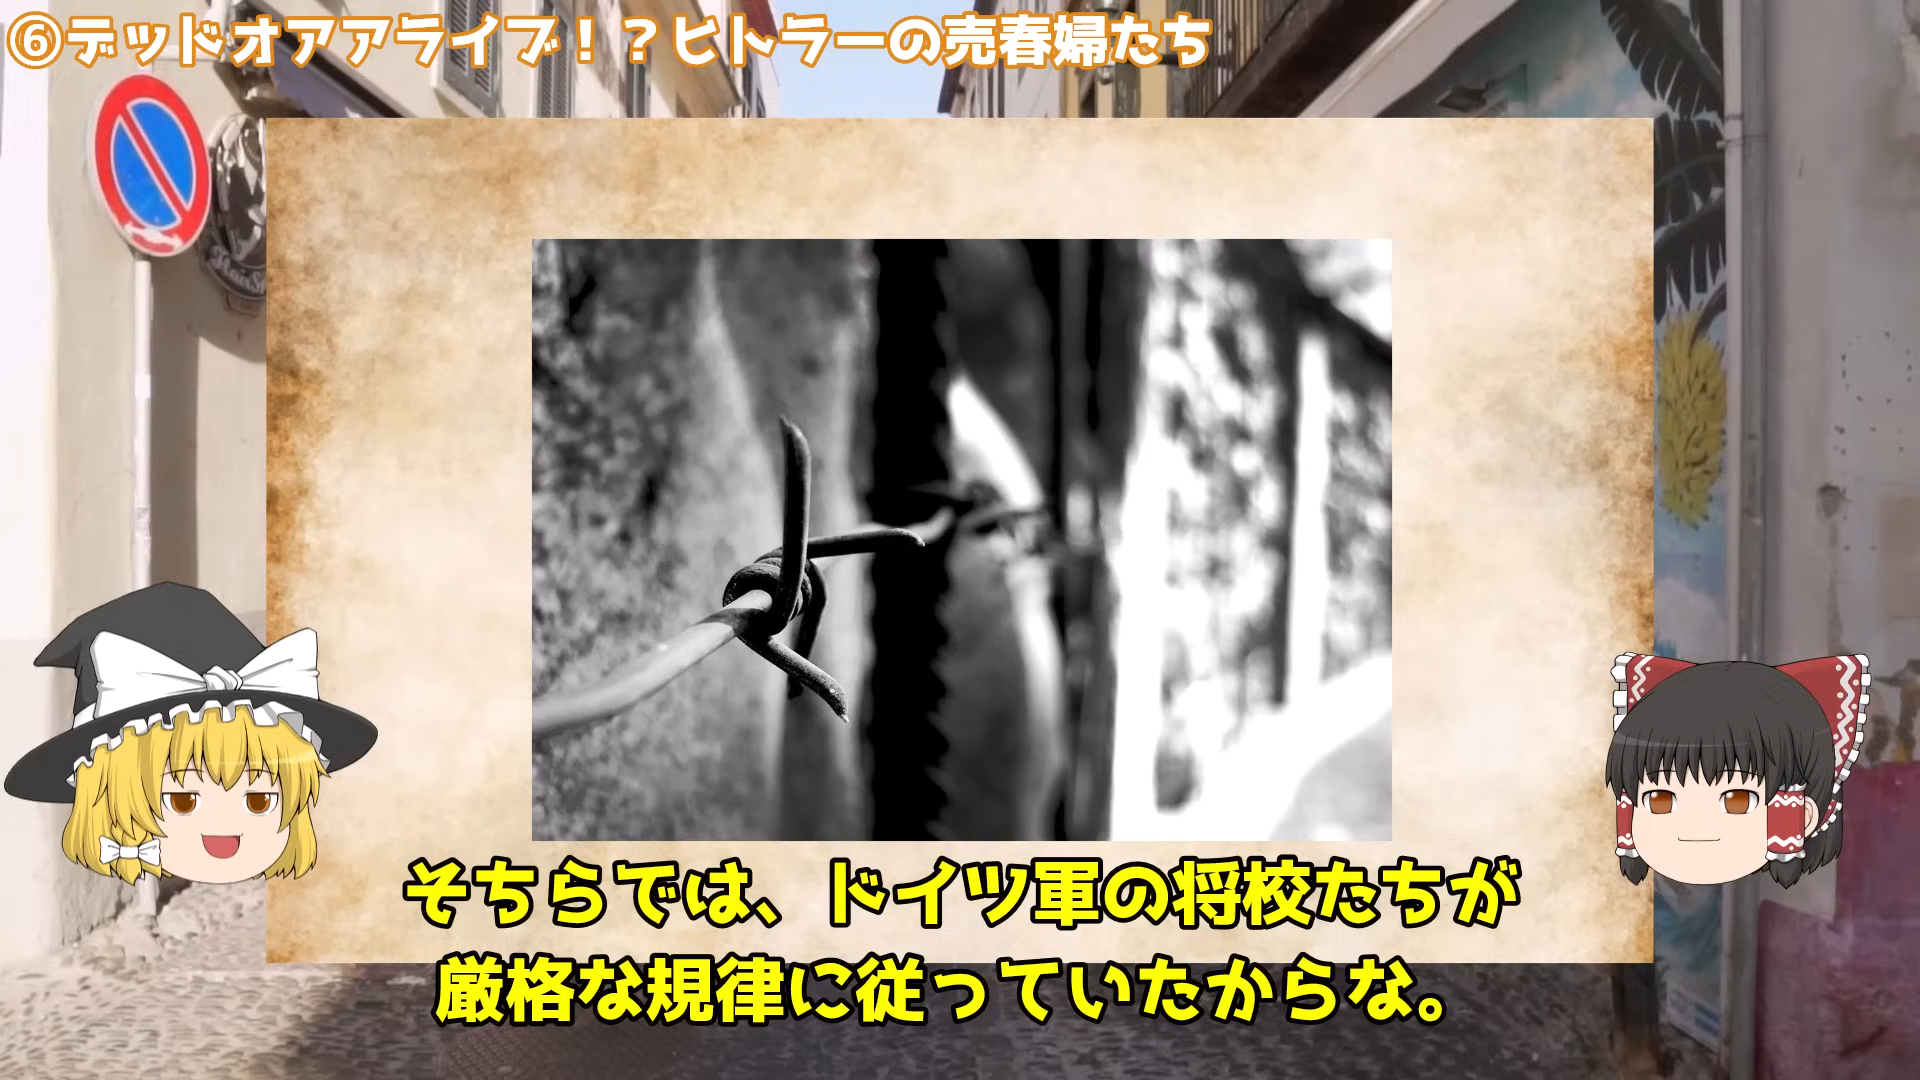 ⑥デッドオアアライブ！？ヒトラーの売春婦たち
そちらでは、ドイツ軍の将校たちが
厳格な規律に従っていたからな。